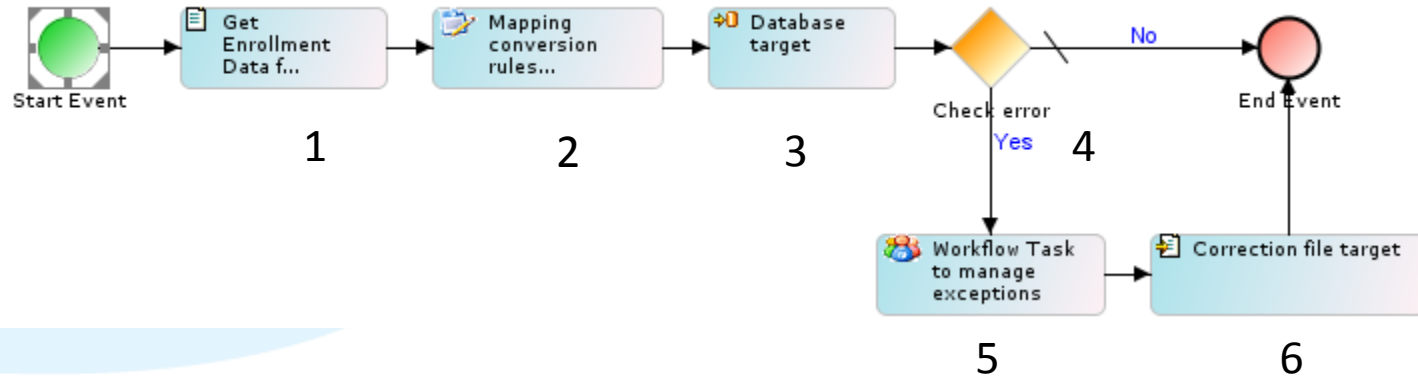 Start Event
Get
Enrollment
Data f...
1
Mapping
conversion
rules...
2
Database
target
3
Check error
Yes
4
No
End Event
Workflow Task
to manage
exceptions
5
Correction file target
6